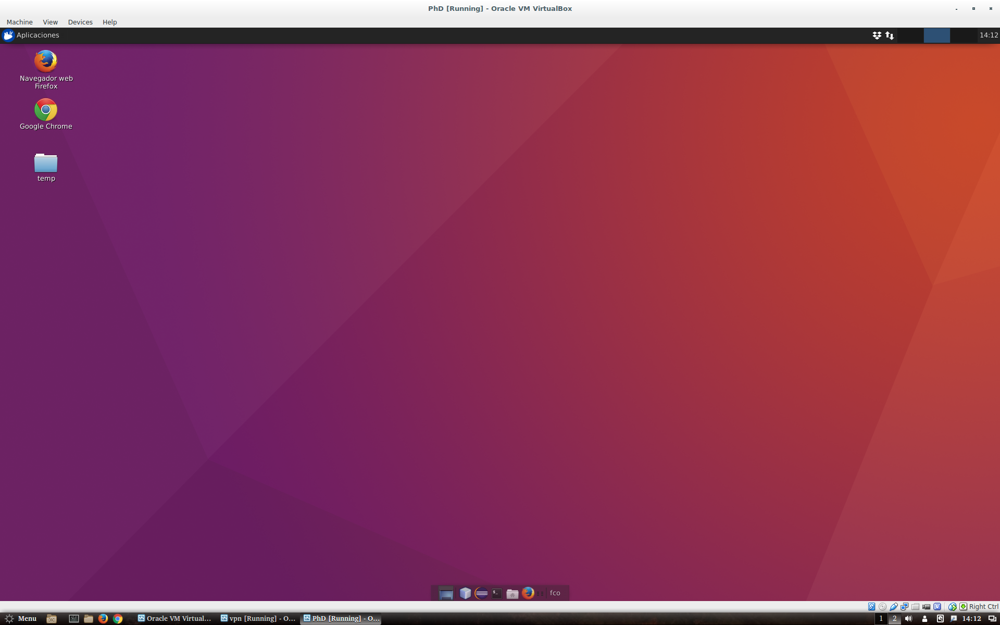 PhD [Running] - Oracle VM VirtualBox
Machine View Devices Help
Aplicaciones 14:12
Navegador web
Firefox
Google Chrome
temp
$_
fco
Right Ctrl
Menu Oracle VM Virtual... vpn [Running] - O... PhD [Running] - O... 1 2 14:12